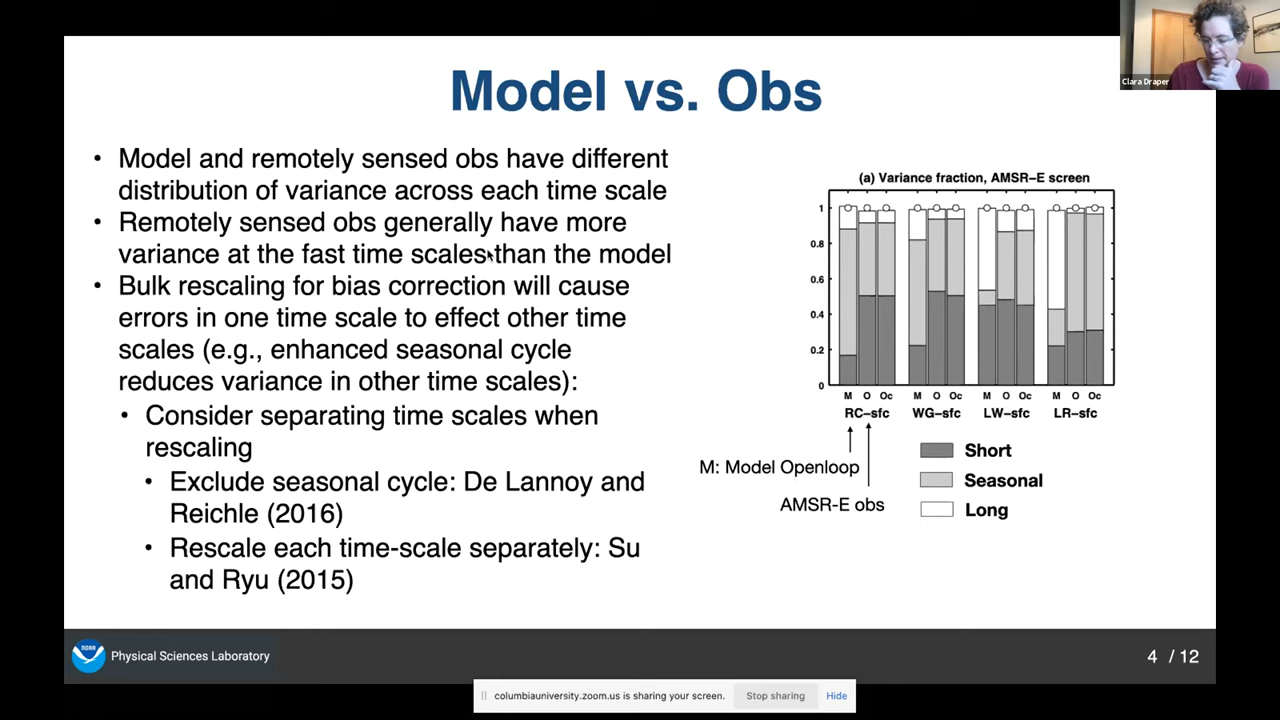 Clara Draper
Model vs. Obs
• Model and remotely sensed obs have different
distribution of variance across each time scale
• Remotely sensed obs generally have more
variance at the fast time scales than the model
• Bulk rescaling for bias correction will cause
errors in one time scale to effect other time
scales (e.g., enhanced seasonal cycle
reduces variance in other time scales):
• Consider separating time scales when
rescaling
• Exclude seasonal cycle: De Lannoy and
Reichle (2016)
• Rescale each time-scale separately: Su
and Ryu (2015)
(a) Variance fraction, AMSR-E screen
1
0.8
0.6
0.4
0.2
0
M O Oc M O Oc M O Oc M O Oc
RC-sfc WG-sfc LW-sfc LR-sfc
M: Model Openloop
AMSR-E obs
Short
Seasonal
Long
NOAA
Physical Sciences Laboratory
4 / 12
columbiauniversity.zoom.us is sharing your screen.
Stop sharing
Hide